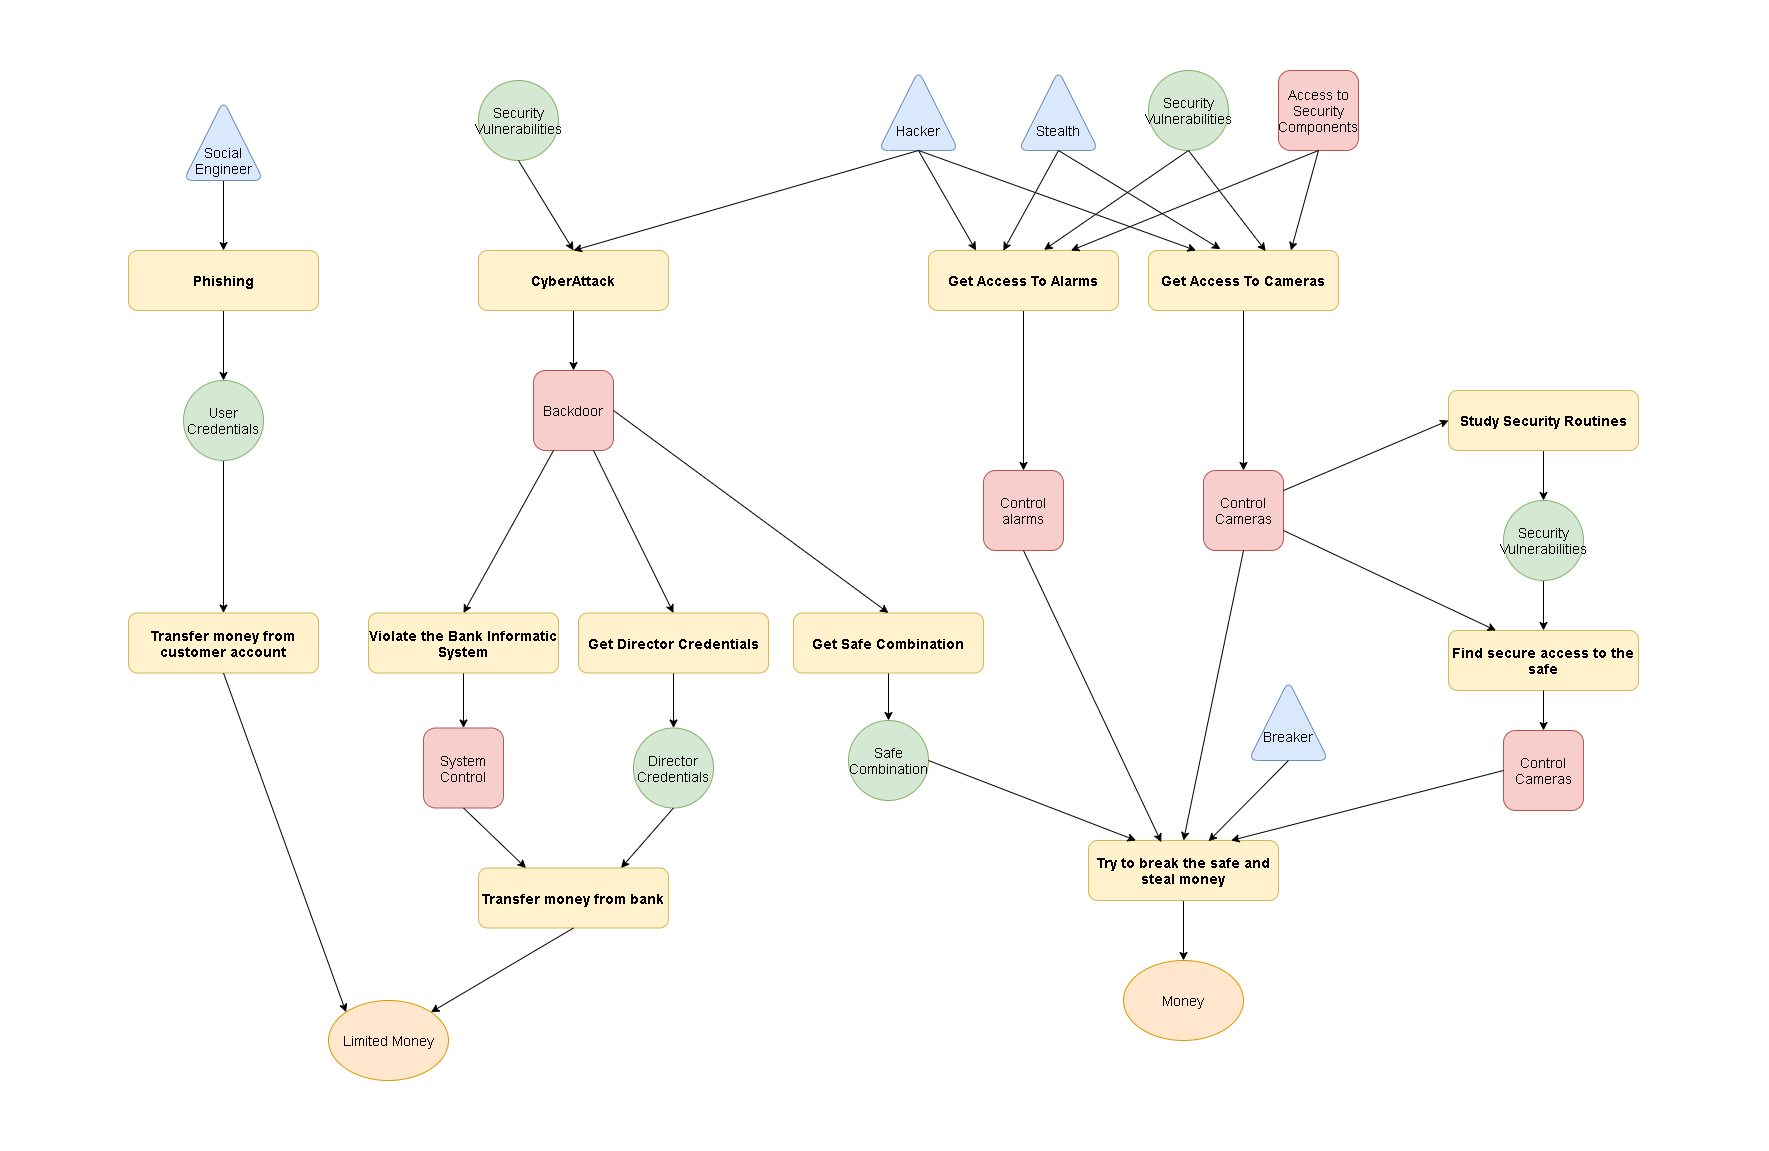 Security
Vulnerabilities
Hacker
Stealth
Security
Vulnerabilities
Access to
Security
Components
Social
Engineer
Phishing
CyberAttack
Get Access To Alarms
Get Access To Cameras
User
Credentials
Backdoor
Study Security Routines
Control
alarms
Control
Cameras
Security
Vulnerabilities
Transfer money from
customer account
Violate the Bank Informatic
System
Get Director Credentials
Get Safe Combination
Find secure access to the
safe
System
Control
Director
Credentials
Safe
Combination
Breaker
Control
Cameras
Transfer money from bank
Try to break the safe and
steal money
Limited Money
Money